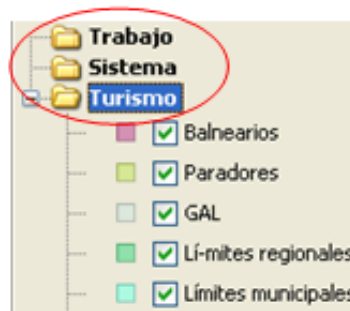 Trabajo
Sistema
Turismo
Balnearios
Paradores
GAL
Lí-mites regionales
Límites municipales